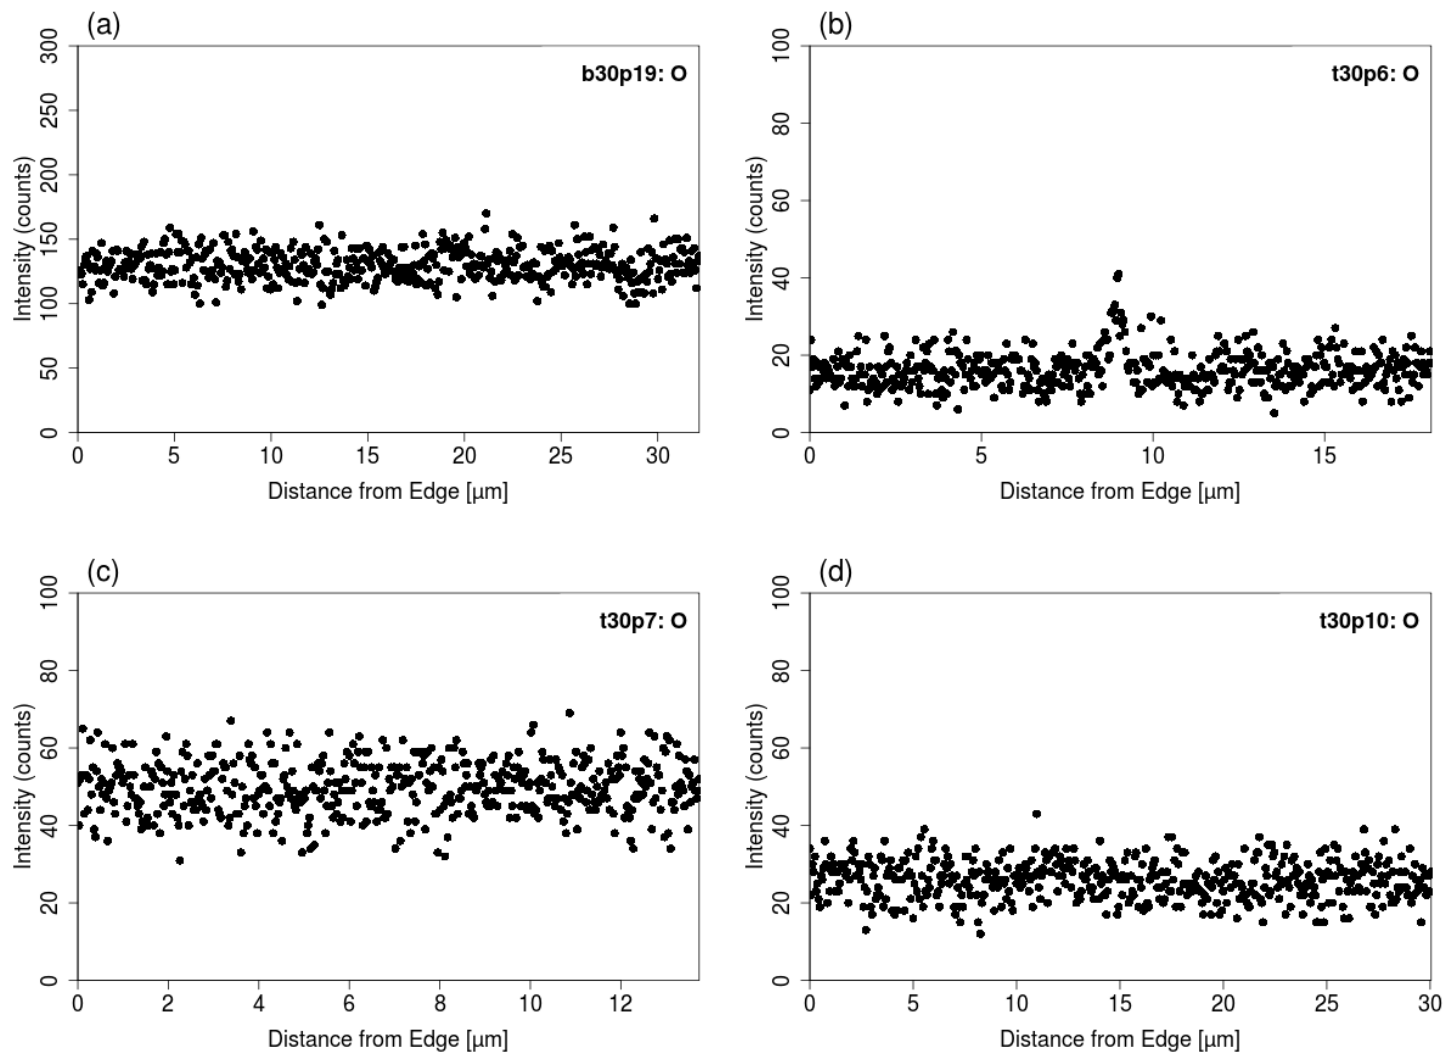 (a)
b30p19: O
Intensity (counts)
0 50 100 150 200 250 300
0 5 10 15 20 25 30
Distance from Edge [μm]
(b)
t30p6: O
Intensity (counts)
0 20 40 60 80 100
0 5 10 15
Distance from Edge [μm]
(c)
t30p7: O
Intensity (counts)
0 20 40 60 80 100
0 2 4 6 8 10 12
Distance from Edge [μm]
(d)
t30p10: O
Intensity (counts)
0 20 40 60 80 100
0 5 10 15 20 25 30
Distance from Edge [μm]